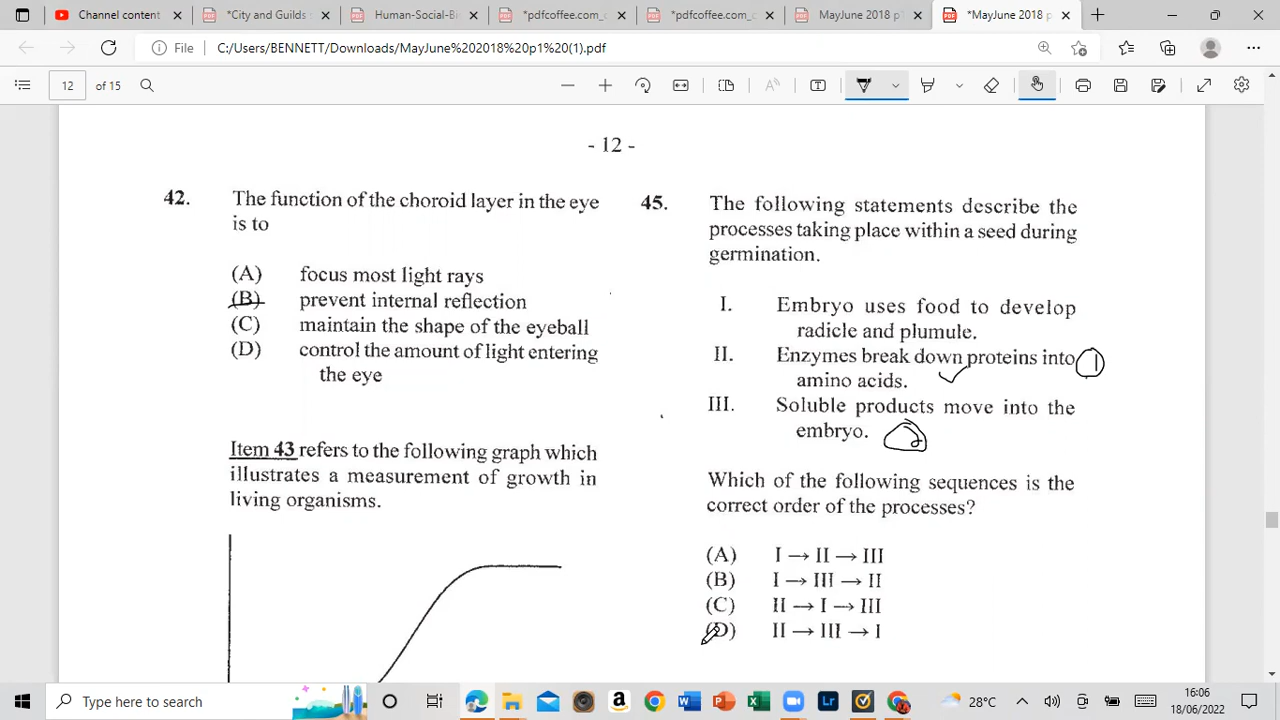 Channel content
*City and Guilds
Human-Social-Bi
*pdfcoffee.com_c
*pdfcoffee.com_c
MayJune 2018 p1
*MayJune 2018 p
File
C:/Users/BENNETT/Downloads/MayJune%202018%20p1%20(1).pdf
12 of 15
- 12 -
42. The function of the choroid layer in the eye
is to
(A) focus most light rays
(B) prevent internal reflection
(C) maintain the shape of the eyeball
(D) control the amount of light entering
the eye
Item 43 refers to the following graph which
illustrates a measurement of growth in
living organisms.
45. The following statements describe the
processes taking place within a seed during
germination.
I. Embryo uses food to develop
radicle and plumule.
II. Enzymes break down proteins into 1
amino acids.
III. Soluble products move into the
embryo. 2
Which of the following sequences is the
correct order of the processes?
(A) I → II → III
(B) I → III → II
(C) II → I → III
(D) II → III → I
Type here to search
28°C
16:06
18/06/2022